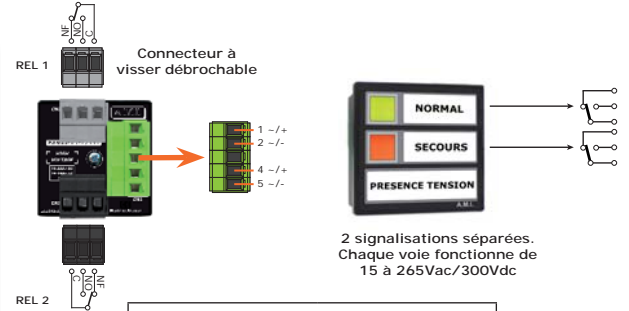 NF
NO
C
REL 1
Connecteur à
visser débrochable
1 ~/+
2 ~/-
4 ~/+
5 ~/-
NORMAL
SECOURS
PRESENCE TENSION
A.M.I.
2 signalisations séparées.
Chaque voie fonctionne de
15 à 265Vac/300Vdc
C
NO
NF
REL 2